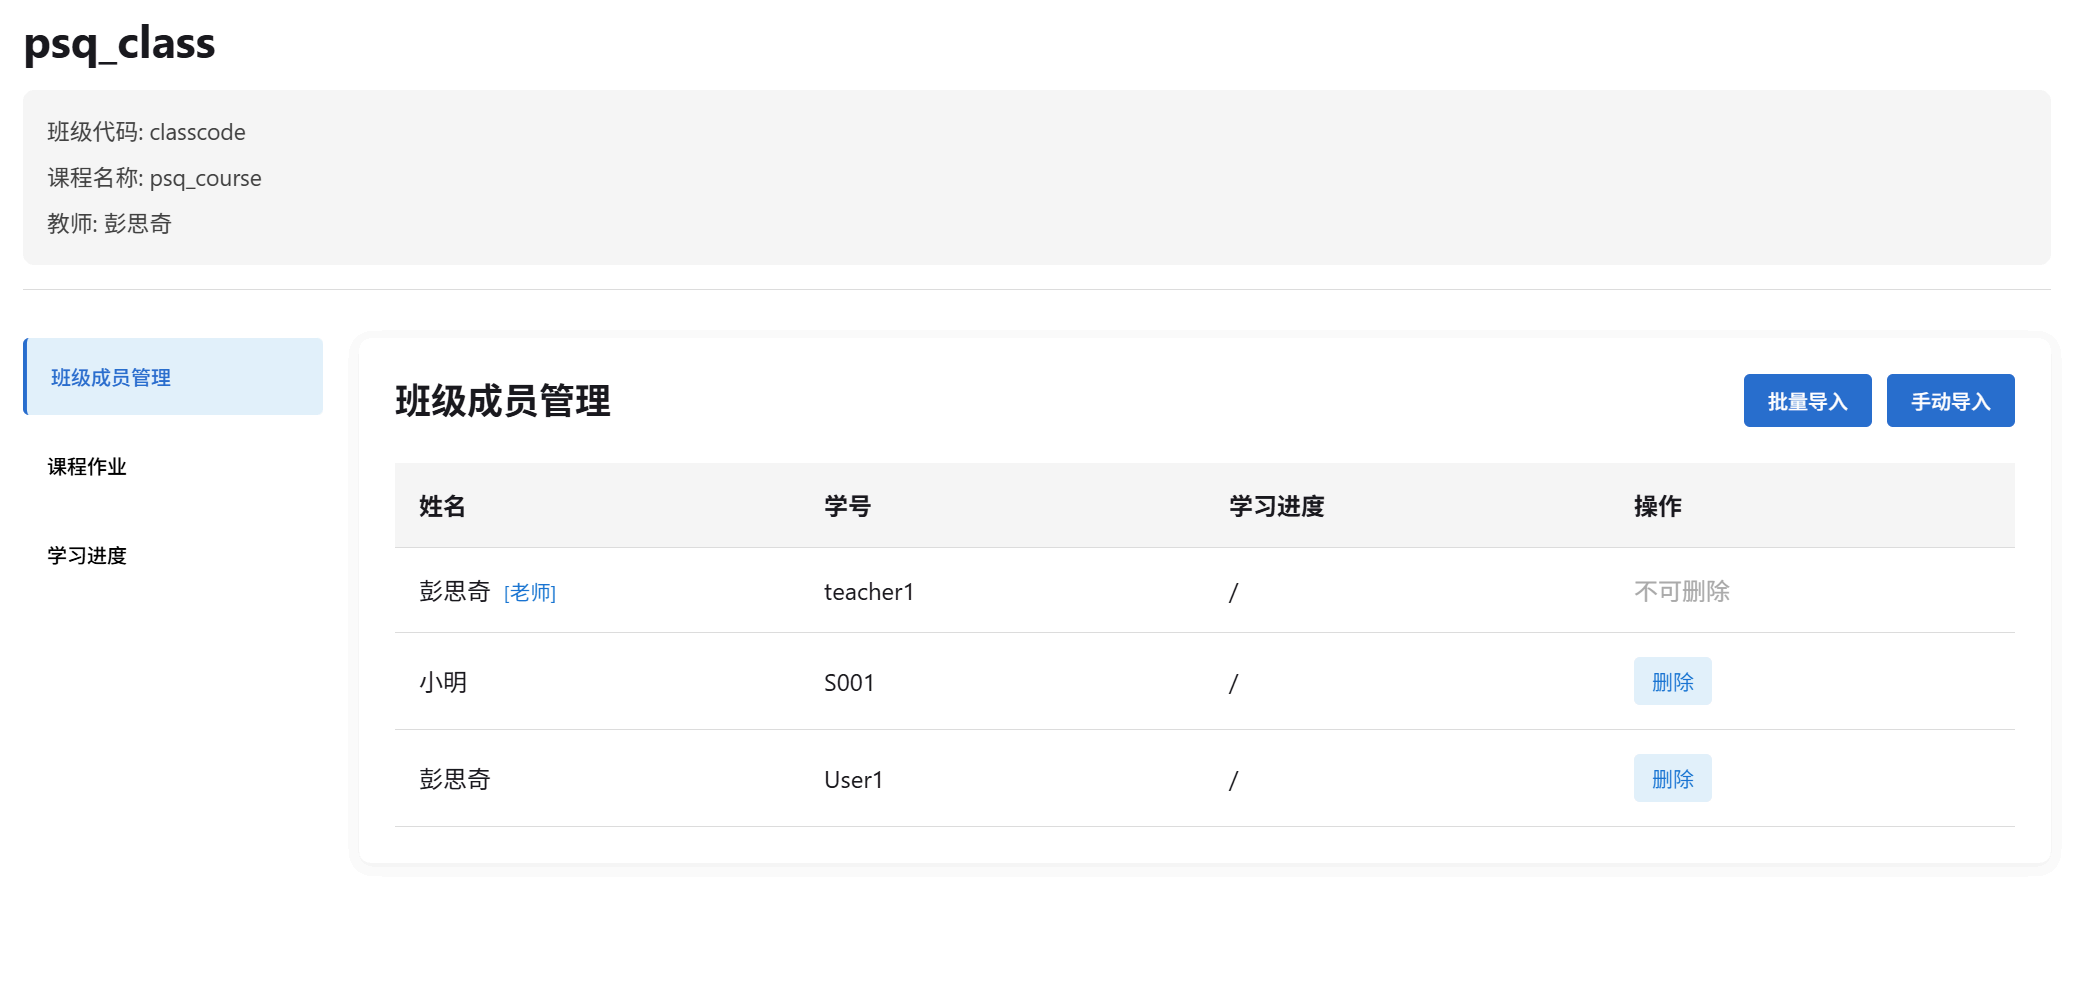 psq_class
班级代码: classcode
课程名称: psq_course
教师: 彭思奇
班级成员管理
课程作业
学习进度
班级成员管理
批量导入 手动导入
姓名 学号 学习进度 操作
彭思奇 [老师] teacher1 / 不可删除
小明 S001 / 删除
彭思奇 User1 / 删除